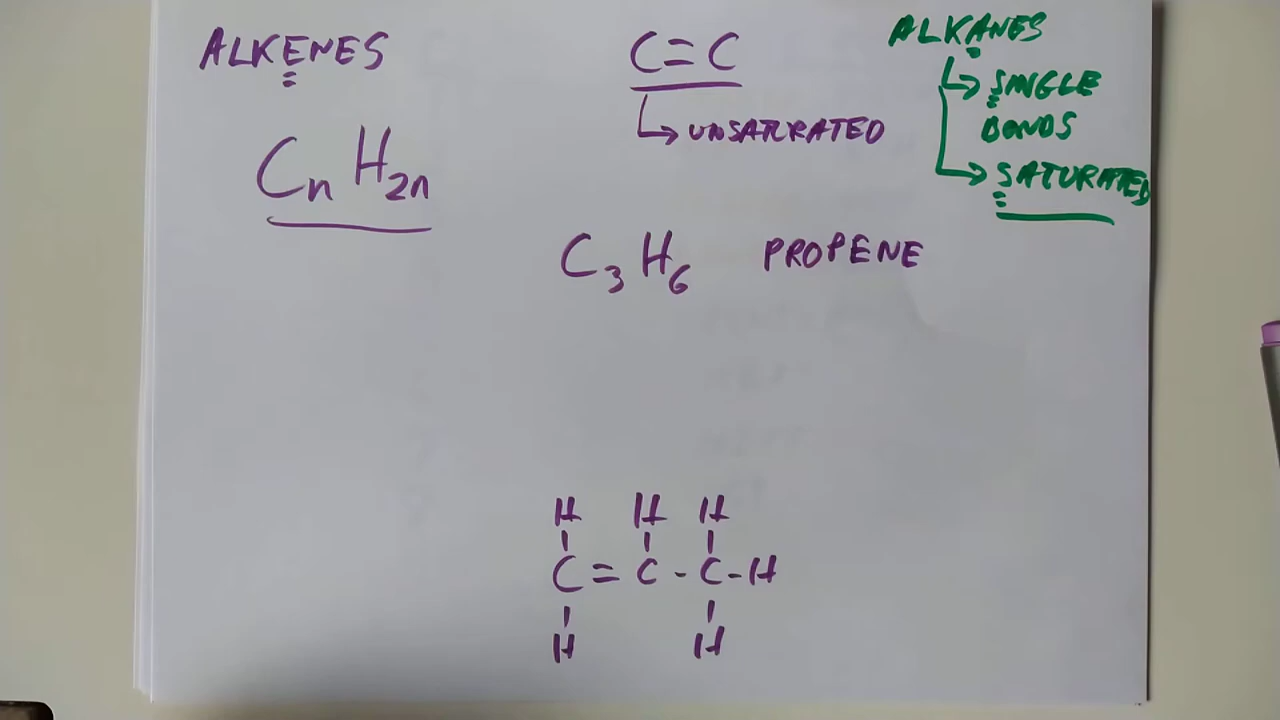 ALKENES
C=C
UNSATURATED
ALKANES
SINGLE
BONDS
SATURATED
CnH2n
C3H6 PROPENE
H H H
C=C-C-H
H H